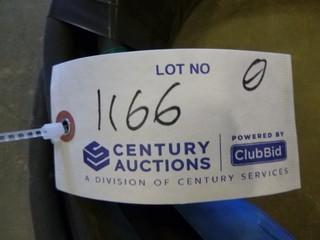 LOT NO
1166 0
CENTURY AUCTIONS
POWERED BY ClubBid
A DIVISION OF CENTURY SERVICES